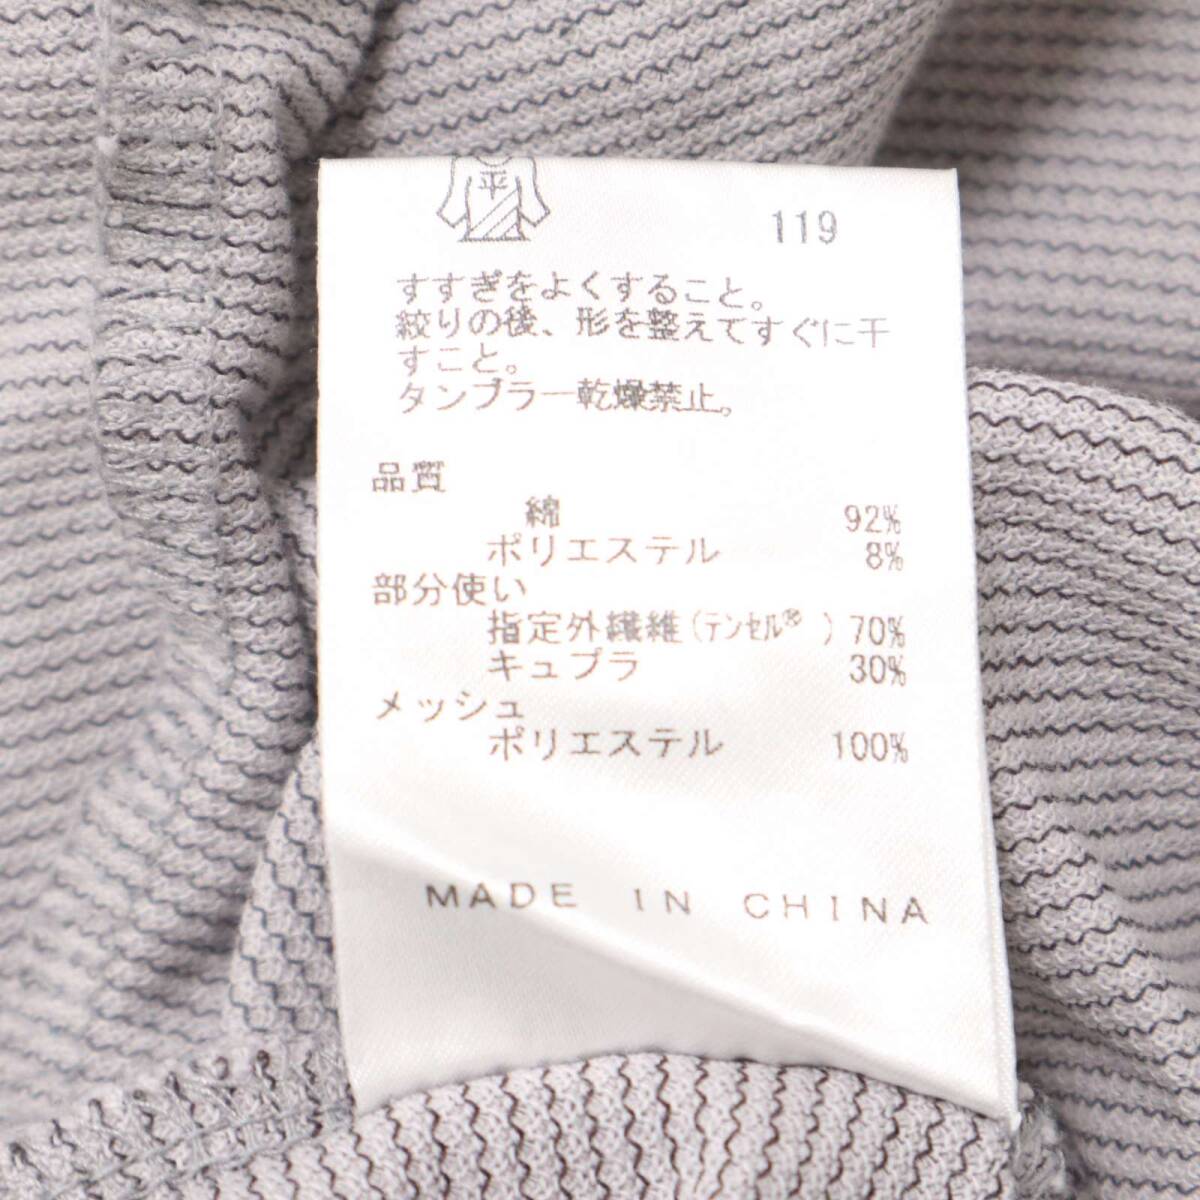 平
119
すすぎをよくすること。
絞りの後、形を整えてすぐに干
すこと。
タンブラー乾燥禁止。
品質
綿 92%
ポリエステル 8%
部分使い
指定外繊維(テンセル®) 70%
キュプラ 30%
メッシュ
ポリエステル 100%
MADE IN CHINA